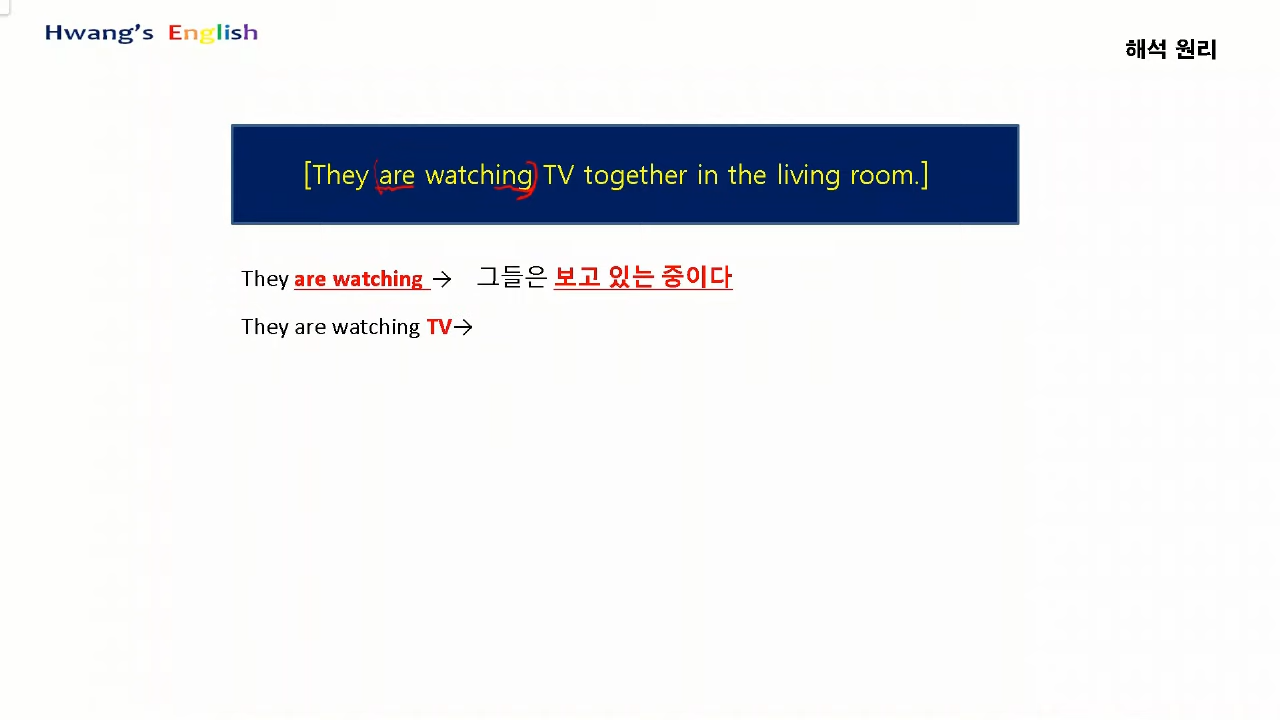 Hwang's English
해석 원리
[They are watching TV together in the living room.]
They are watching → 그들은 보고 있는 중이다
They are watching TV→